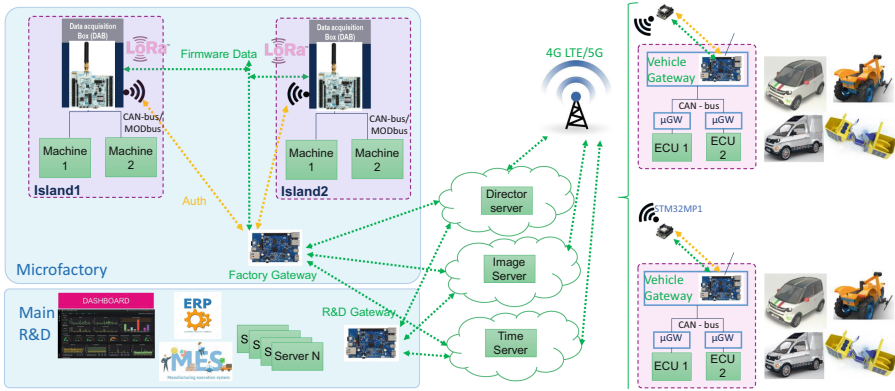 Data acquisition
Box (DAB)
LoRa
Firmware Data
Data acquisition
Box (DAB)
LoRa
CAN-bus/
MODbus
Machine
1
Machine
2
Island1
CAN-bus/
MODbus
Machine
1
Machine
2
Island2
Auth
Factory Gateway
Microfactory
Main
R&D
DASHBOARD
ERP
MES
Manufacturing execution system
S
S
S
Server N
R&D Gateway
4G LTE/5G
Director
server
Image
Server
Time
Server
Vehicle
Gateway
CAN - bus
µGW
µGW
ECU 1
ECU
2
STM32MP1
Vehicle
Gateway
CAN - bus
µGW
µGW
ECU 1
ECU
2